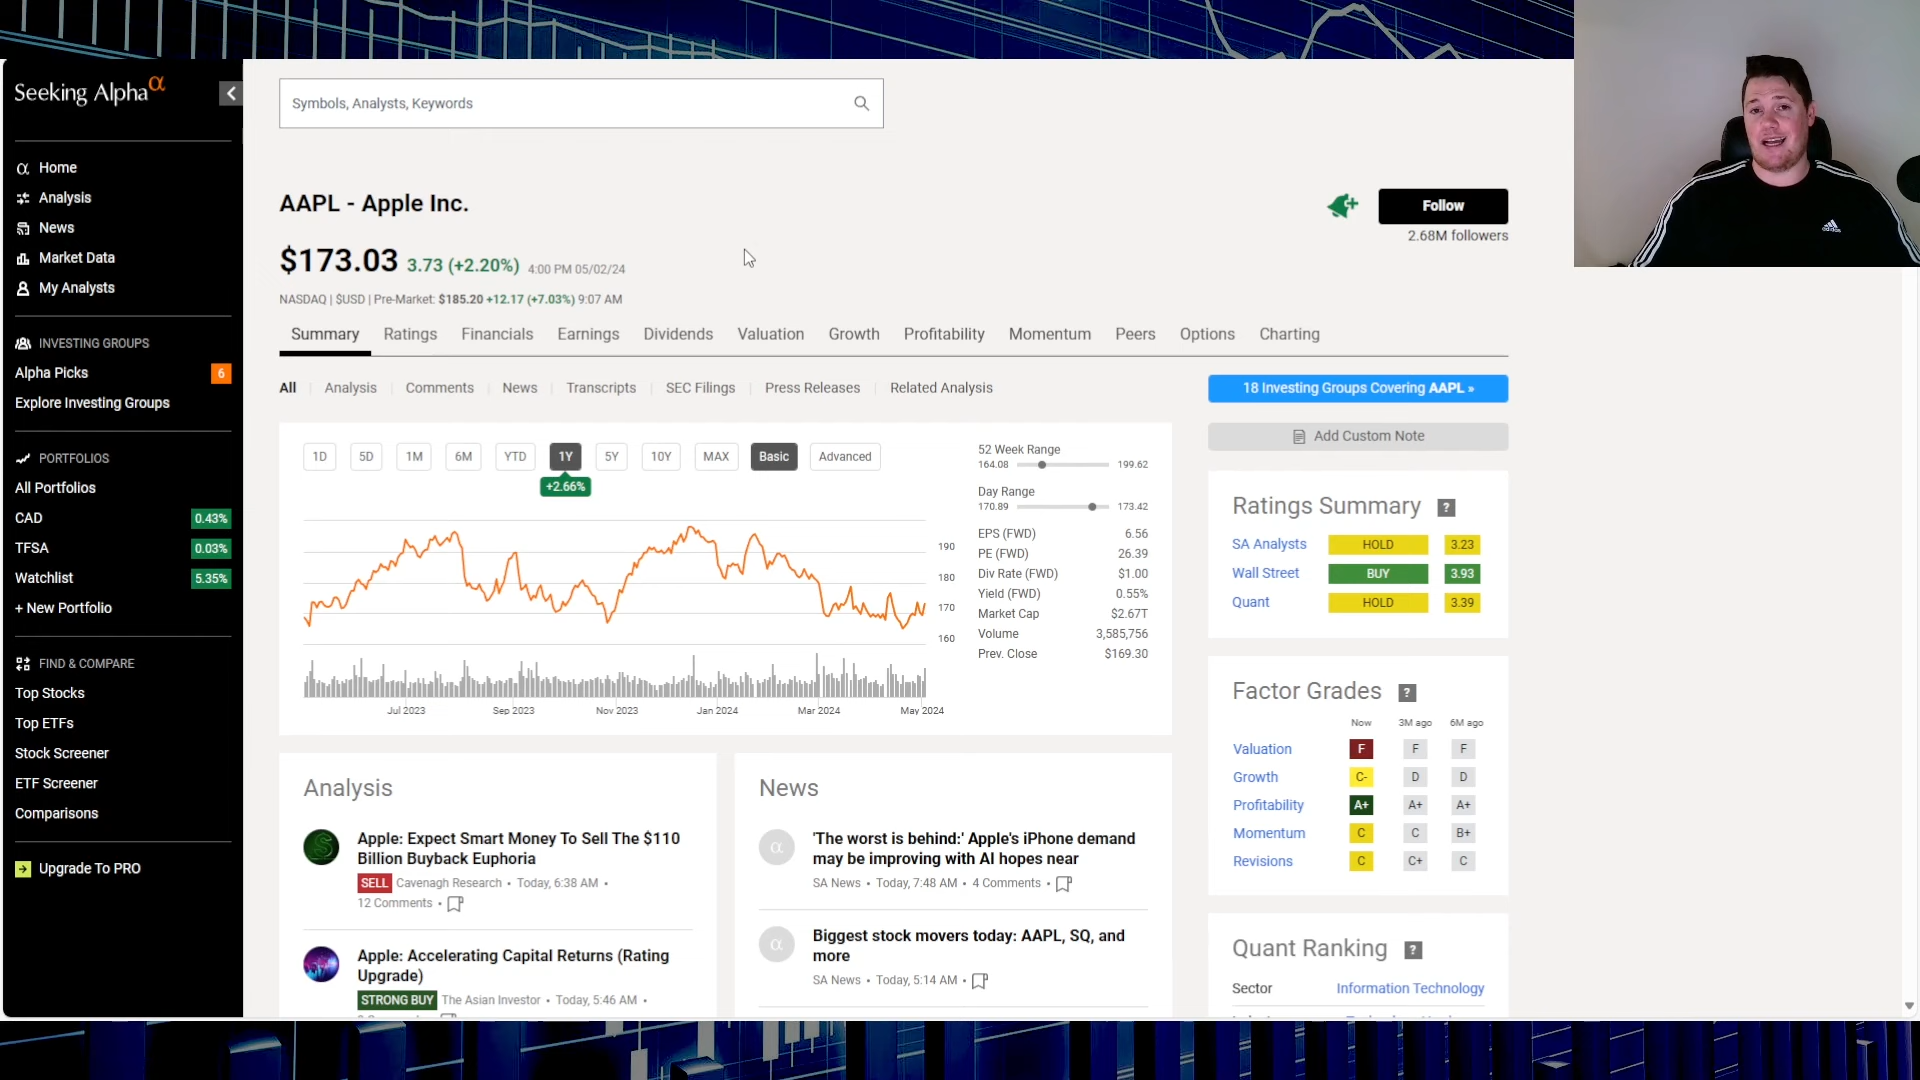 Seeking Alpha α
Symbols, Analysts, Keywords
Home
Analysis
News
Market Data
My Analysts
INVESTING GROUPS
Alpha Picks 6
Explore Investing Groups
PORTFOLIOS
All Portfolios
CAD 0.43%
TFSA 0.03%
Watchlist 5.35%
+ New Portfolio
FIND & COMPARE
Top Stocks
Top ETFs
Stock Screener
ETF Screener
Comparisons
Upgrade To PRO
AAPL - Apple Inc.
Follow
2.68M followers
$173.03 3.73 (+2.20%) 4:00 PM 05/02/24
NASDAQ | $USD | Pre-Market: $185.20 +12.17 (+7.03%) 9:07 AM
Summary Ratings Financials Earnings Dividends Valuation Growth Profitability Momentum Peers Options Charting
All Analysis Comments News Transcripts SEC Filings Press Releases Related Analysis
18 Investing Groups Covering AAPL »
Add Custom Note
1D 5D 1M 6M YTD 1Y 5Y 10Y MAX Basic Advanced
+2.66%
190
180
170
160
Jul 2023 Sep 2023 Nov 2023 Jan 2024 Mar 2024 May 2024
52 Week Range
164.08 199.62
Day Range
170.89 173.42
EPS (FWD) 6.56
PE (FWD) 26.39
Div Rate (FWD) $1.00
Yield (FWD) 0.55%
Market Cap $2.67T
Volume 3,585,756
Prev. Close $169.30
Ratings Summary ?
SA Analysts HOLD 3.23
Wall Street BUY 3.93
Quant HOLD 3.39
Factor Grades ?
Now 3M ago 6M ago
Valuation F F F
Growth C- D D
Profitability A+ A+ A+
Momentum C C B+
Revisions C C+ C
Quant Ranking ?
Sector Information Technology
Analysis
Apple: Expect Smart Money To Sell The $110
Billion Buyback Euphoria
SELL Cavenagh Research • Today, 6:38 AM •
12 Comments •
Apple: Accelerating Capital Returns (Rating
Upgrade)
STRONG BUY The Asian Investor • Today, 5:46 AM •
News
'The worst is behind:' Apple's iPhone demand
may be improving with AI hopes near
SA News • Today, 7:48 AM • 4 Comments •
Biggest stock movers today: AAPL, SQ, and
more
SA News • Today, 5:14 AM •
adidas